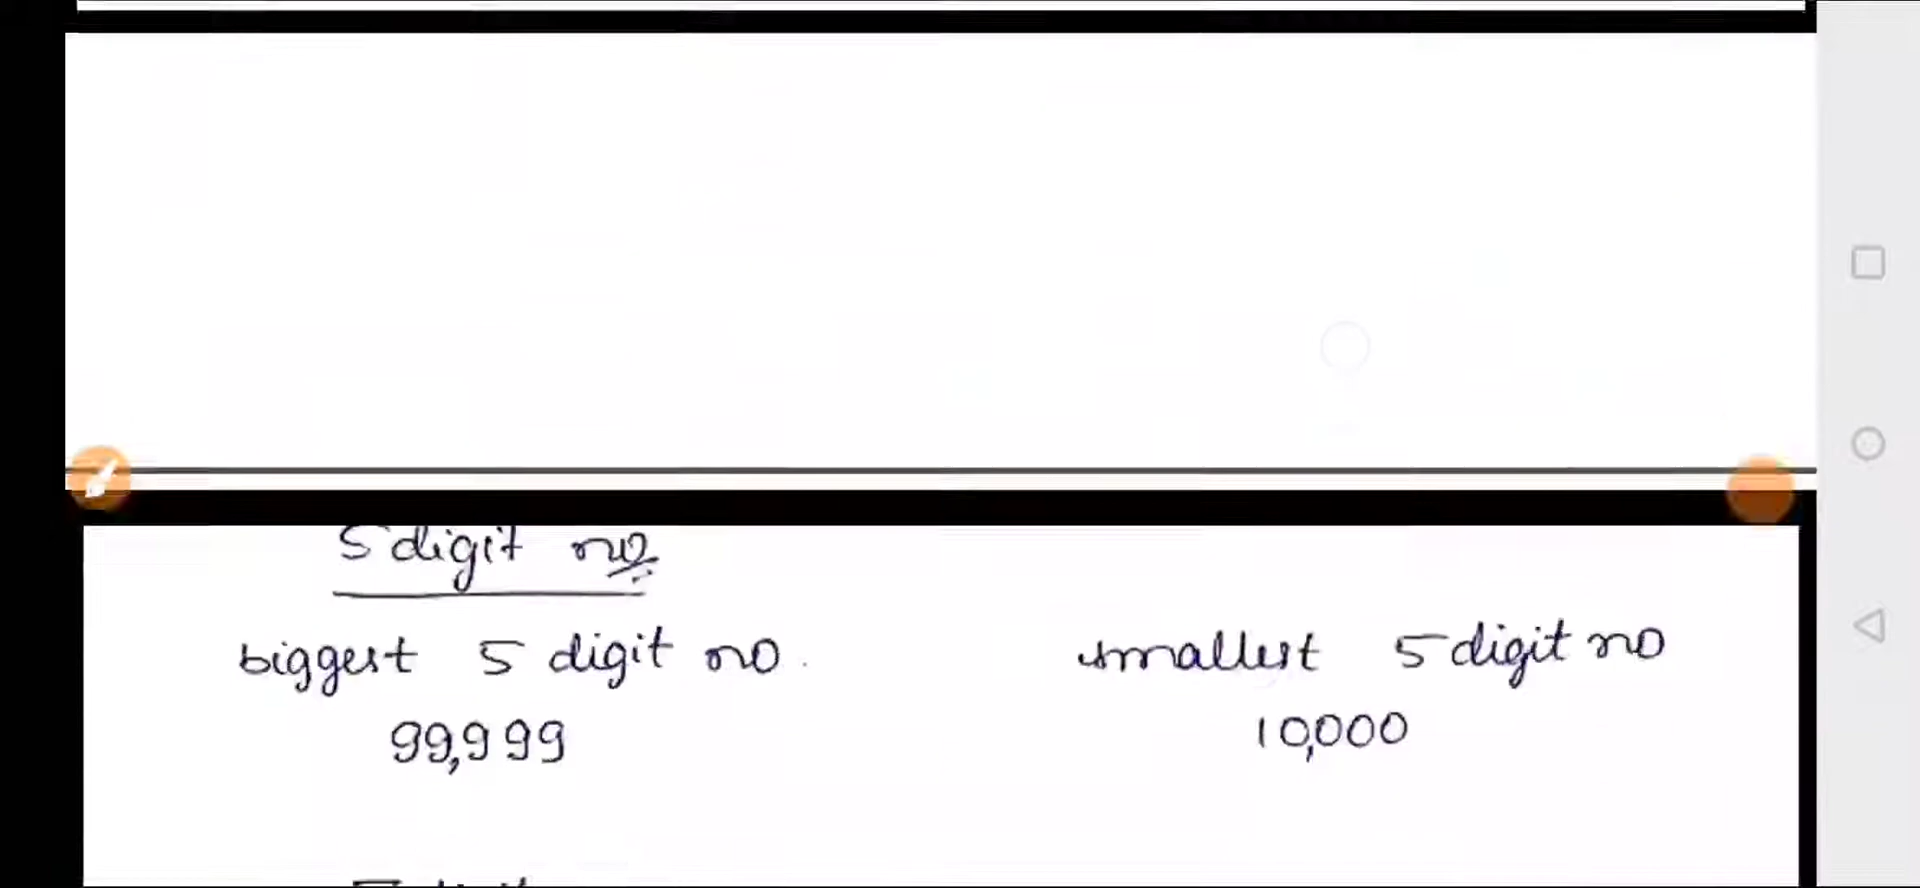 5 digit no
biggest 5 digit no. smallest 5 digit no
99,999 10,000